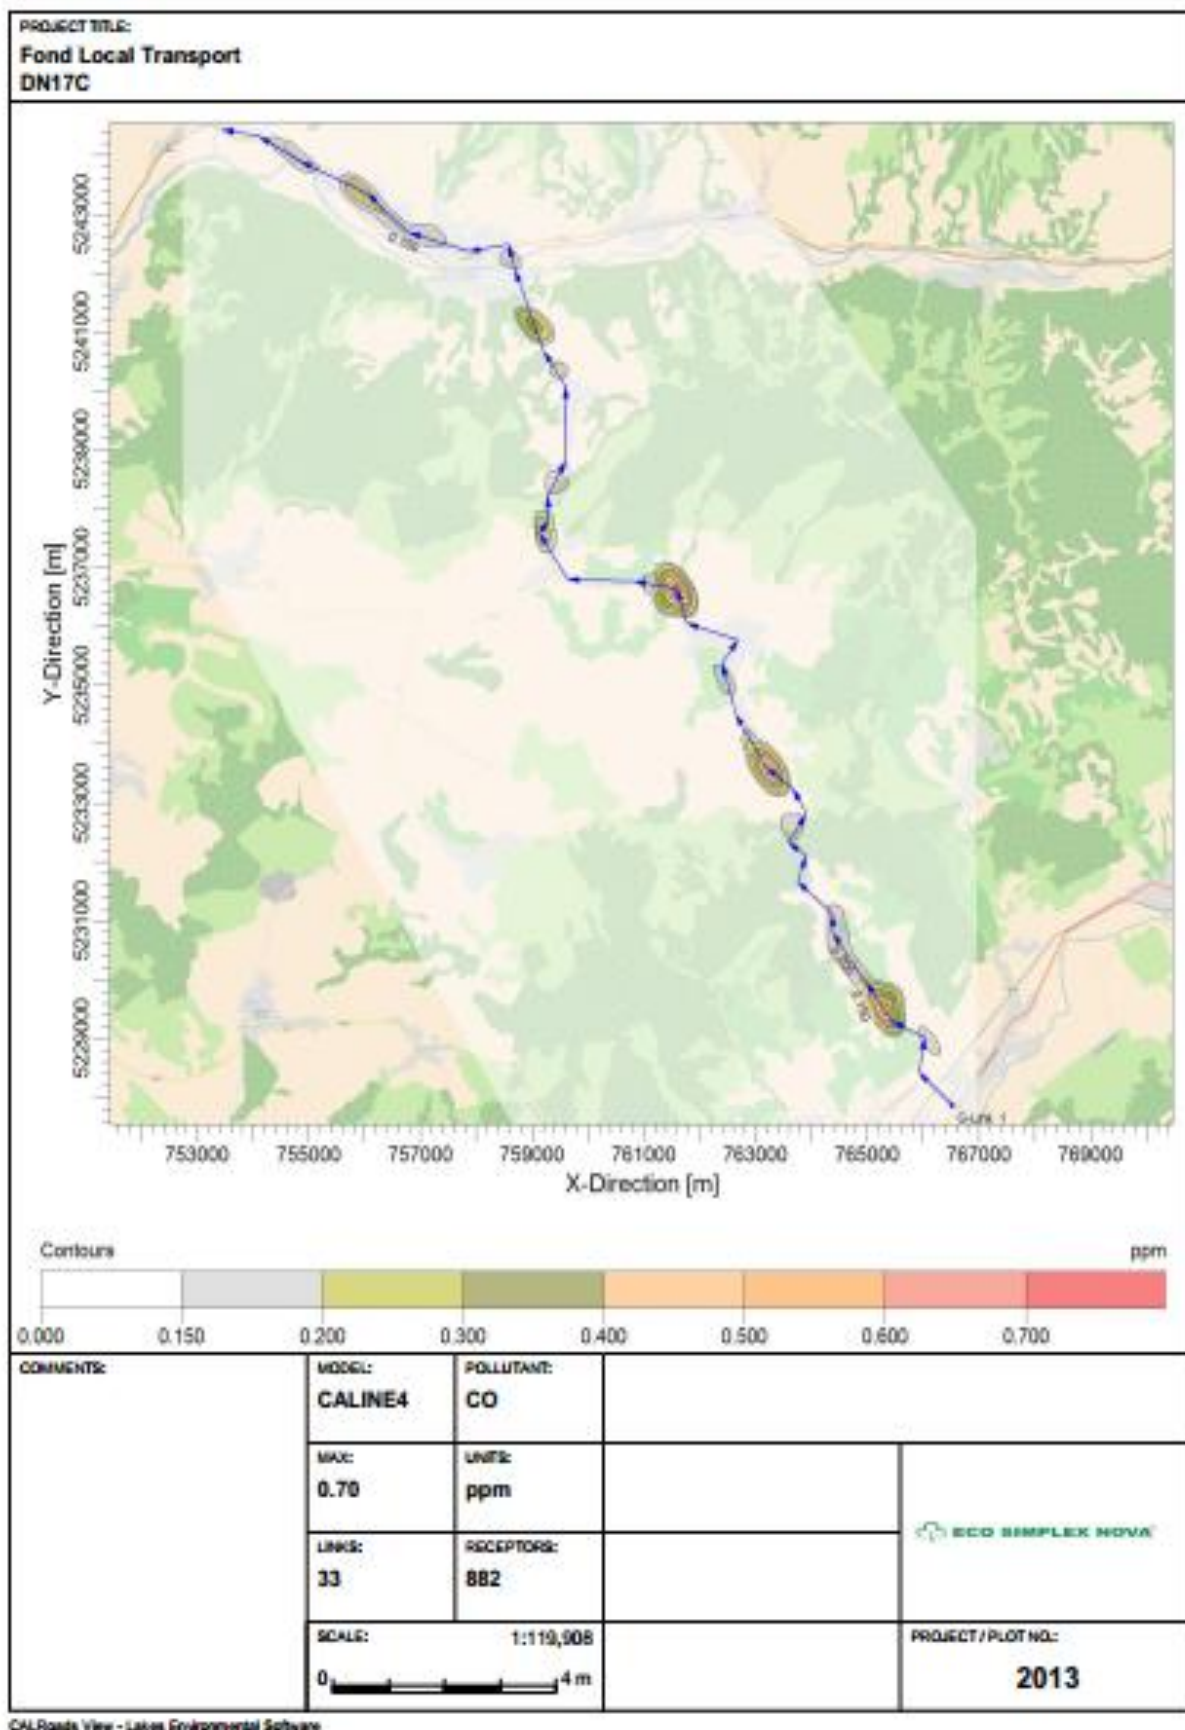 PROJECT TITLE:
Fond Local Transport
DN17C
Y-Direction [m]
5243000
5241000
5239000
5237000
5235000
5233000
5231000
5229000
G-Link_1
753000 755000 757000 759000 761000 763000 765000 767000 769000
X-Direction [m]
Contours ppm
0.000 0.150 0.200 0.300 0.400 0.500 0.600 0.700
COMMENTS:
MODEL:
CALINE4
POLLUTANT:
CO
MAX:
0.70
UNITS:
ppm
LINKS:
33
RECEPTORS:
882
ECO SIMPLEX NOVA
SCALE: 1:119,908
0 4 m
PROJECT / PLOT NO.:
2013
CALRoads View - Lakes Environmental Software